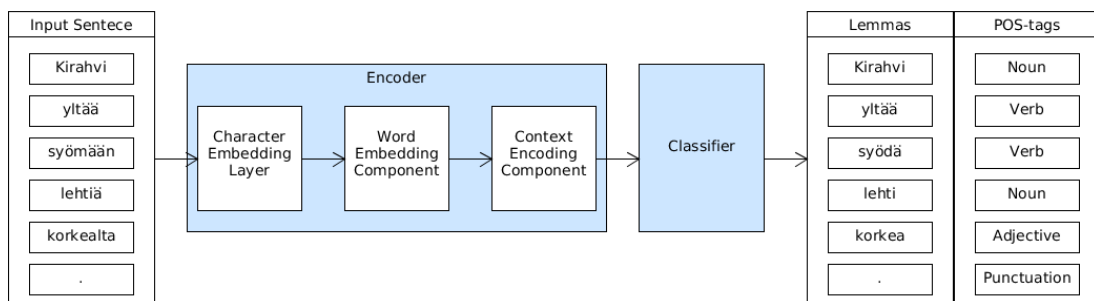 Input Sentece
Kirahvi
yltää
syömään
lehtiä
korkealta
.
Encoder
Character
Embedding
Layer
Word
Embedding
Component
Context
Encoding
Component
Classifier
Lemmas
Kirahvi
yltää
syödä
lehti
korkea
.
POS-tags
Noun
Verb
Verb
Noun
Adjective
Punctuation